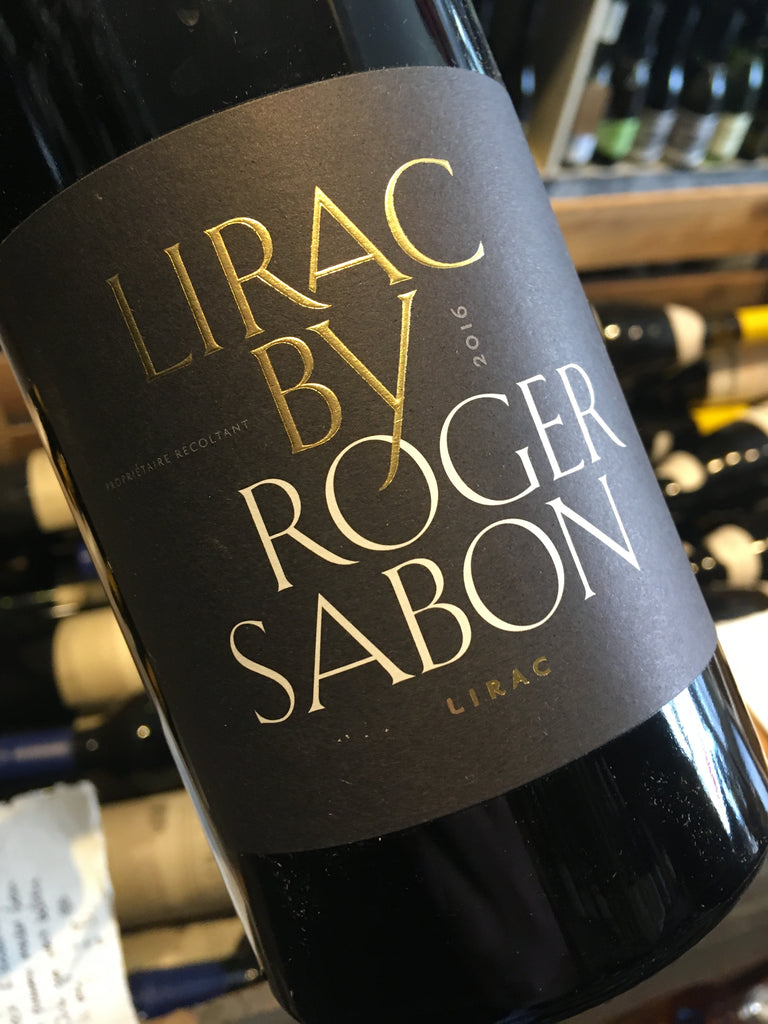 LIRAC
BY
2016
PROPRIÉTAIRE RÉCOLTANT
ROGER
SABON
LIRAC